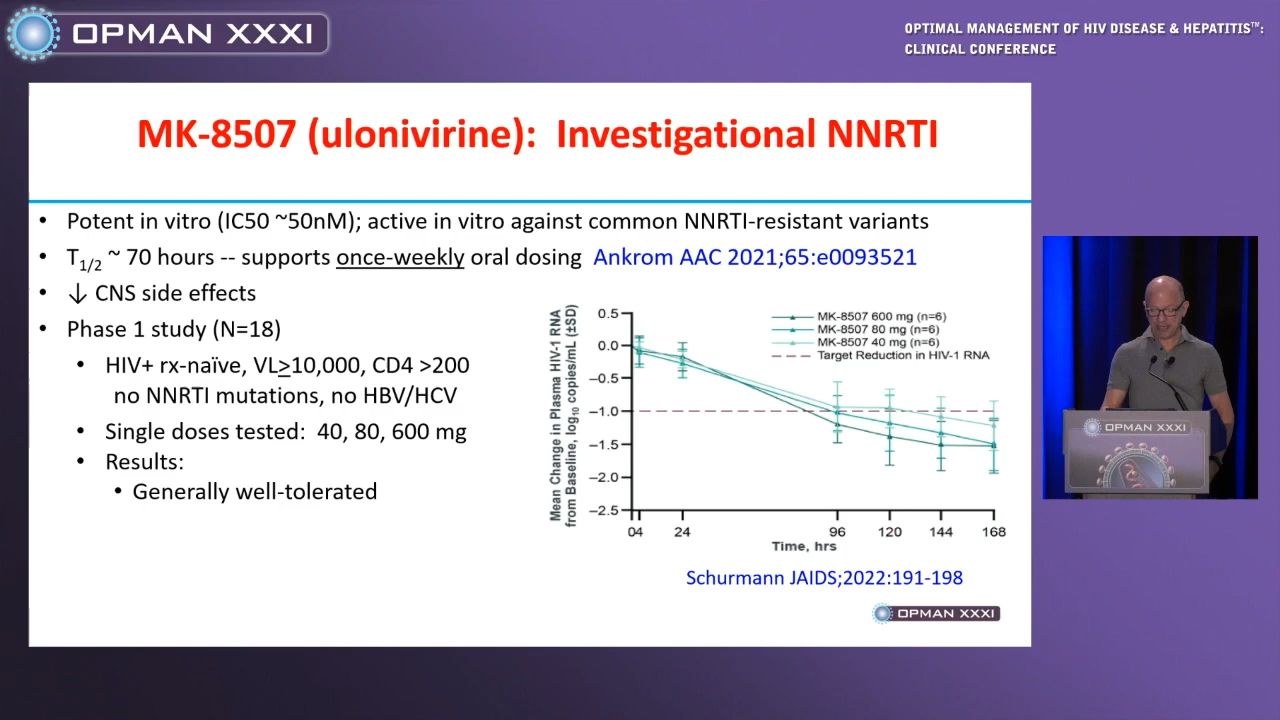 OPMAN XXXI
OPTIMAL MANAGEMENT OF HIV DISEASE & HEPATITIS™:
CLINICAL CONFERENCE
MK-8507 (ulonivirine): Investigational NNRTI
• Potent in vitro (IC50 ~50nM); active in vitro against common NNRTI-resistant variants
• T1/2 ~ 70 hours -- supports once-weekly oral dosing Ankrom AAC 2021;65:e0093521
• ↓ CNS side effects
• Phase 1 study (N=18)
• HIV+ rx-naïve, VL≥10,000, CD4 >200
no NNRTI mutations, no HBV/HCV
• Single doses tested: 40, 80, 600 mg
• Results:
• Generally well-tolerated
Mean Change in Plasma HIV-1 RNA
from Baseline, log10 copies/mL (±SD)
0.5
0.0
–0.5
–1.0
–1.5
–2.0
–2.5
MK-8507 600 mg (n=6)
MK-8507 80 mg (n=6)
MK-8507 40 mg (n=6)
Target Reduction in HIV-1 RNA
04 24 96 120 144 168
Time, hrs
Schurmann JAIDS;2022:191-198
OPMAN XXXI
OPMAN XXXI